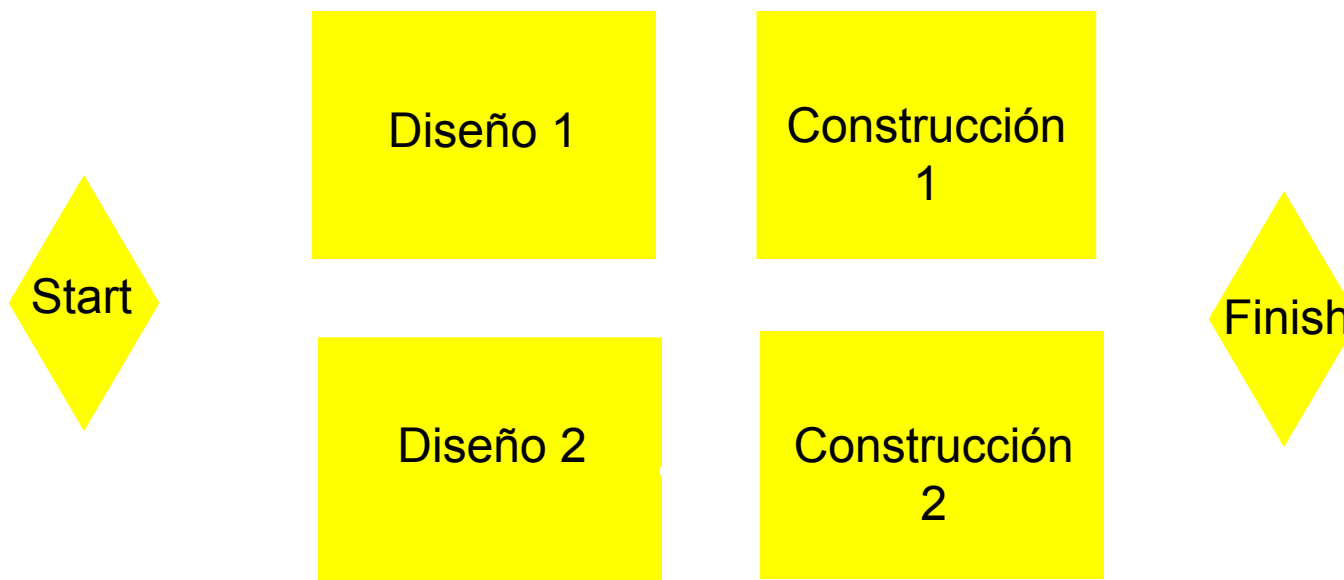 Start
Diseño 1
Construcción
1
Diseño 2
Construcción
2
Finish